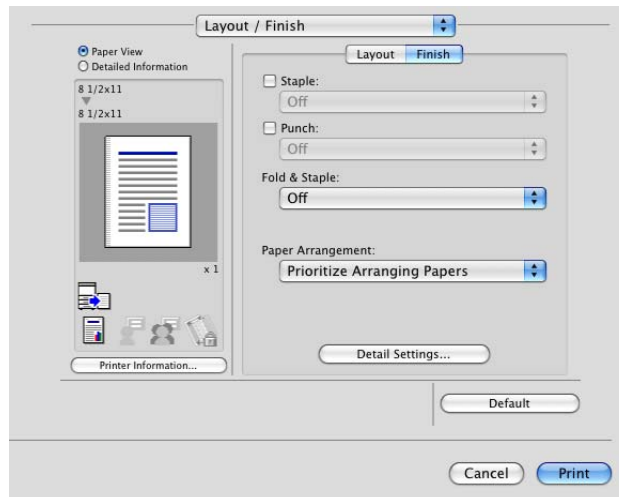 Layout / Finish
Paper View
Detailed Information
8 1/2x11
8 1/2x11
x 1
Printer Information...
Layout Finish
Staple:
Off
Punch:
Off
Fold & Staple:
Off
Paper Arrangement:
Prioritize Arranging Papers
Detail Settings...
Default
Cancel Print